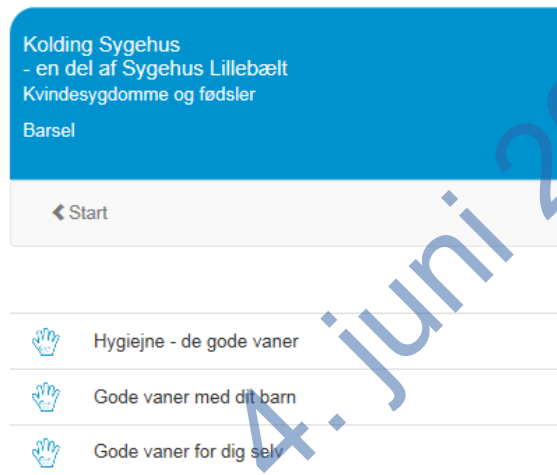 Kolding Sygehus
- en del af Sygehus Lillebælt
Kvindesygdomme og fødsler
Barsel
Start
Hygiejne - de gode vaner
Gode vaner med dit barn
Gode vaner for dig selv
4. juni 2